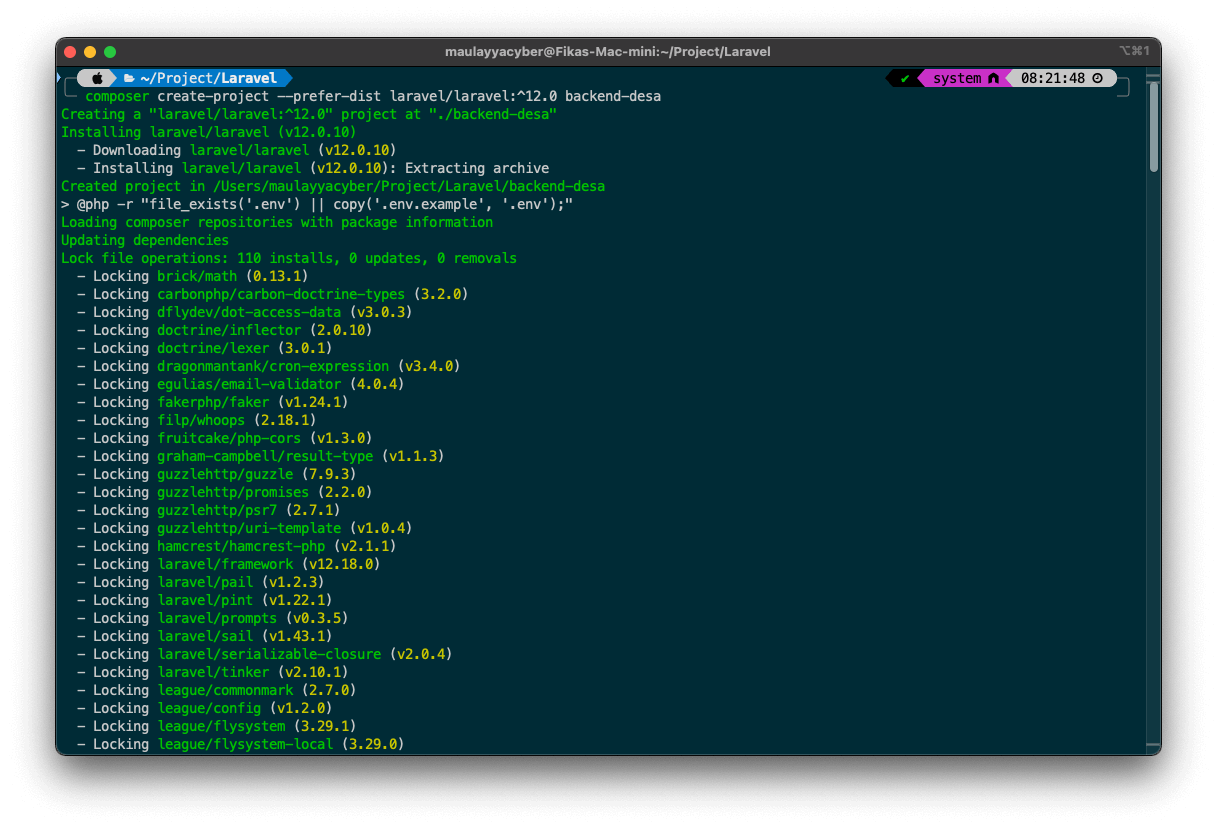 maulayyacyber@Fikas-Mac-mini:~/Project/Laravel
⌥⌘1
~/Project/Laravel
✔ system 08:21:48
composer create-project --prefer-dist laravel/laravel:^12.0 backend-desa
Creating a "laravel/laravel:^12.0" project at "./backend-desa"
Installing laravel/laravel (v12.0.10)
- Downloading laravel/laravel (v12.0.10)
- Installing laravel/laravel (v12.0.10): Extracting archive
Created project in /Users/maulayyacyber/Project/Laravel/backend-desa
> @php -r "file_exists('.env') || copy('.env.example', '.env');"
Loading composer repositories with package information
Updating dependencies
Lock file operations: 110 installs, 0 updates, 0 removals
- Locking brick/math (0.13.1)
- Locking carbonphp/carbon-doctrine-types (3.2.0)
- Locking dflydev/dot-access-data (v3.0.3)
- Locking doctrine/inflector (2.0.10)
- Locking doctrine/lexer (3.0.1)
- Locking dragonmantank/cron-expression (v3.4.0)
- Locking egulias/email-validator (4.0.4)
- Locking fakerphp/faker (v1.24.1)
- Locking filp/whoops (2.18.1)
- Locking fruitcake/php-cors (v1.3.0)
- Locking graham-campbell/result-type (v1.1.3)
- Locking guzzlehttp/guzzle (7.9.3)
- Locking guzzlehttp/promises (2.2.0)
- Locking guzzlehttp/psr7 (2.7.1)
- Locking guzzlehttp/uri-template (v1.0.4)
- Locking hamcrest/hamcrest-php (v2.1.1)
- Locking laravel/framework (v12.18.0)
- Locking laravel/pail (v1.2.3)
- Locking laravel/pint (v1.22.1)
- Locking laravel/prompts (v0.3.5)
- Locking laravel/sail (v1.43.1)
- Locking laravel/serializable-closure (v2.0.4)
- Locking laravel/tinker (v2.10.1)
- Locking league/commonmark (2.7.0)
- Locking league/config (v1.2.0)
- Locking league/flysystem (3.29.1)
- Locking league/flysystem-local (3.29.0)